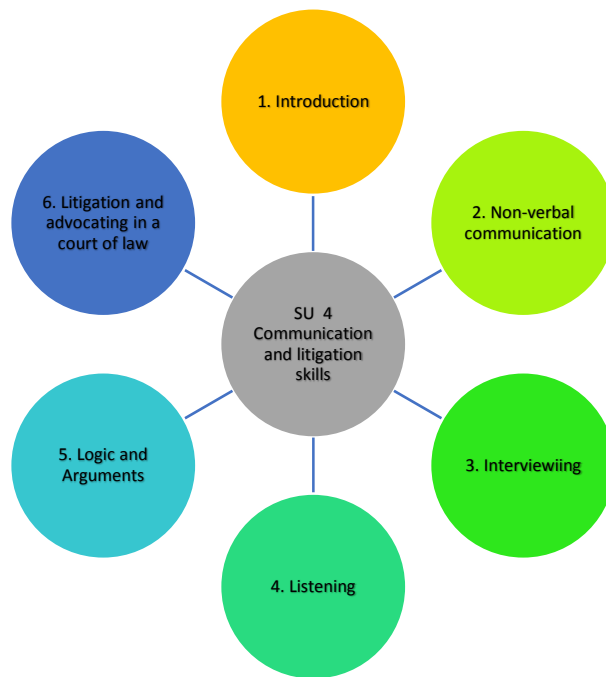 1. Introduction
2. Non-verbal
communication
3. Interviewiing
4. Listening
5. Logic and
Arguments
6. Litigation and
advocating in a
court of law
SU 4
Communication
and litigation
skills